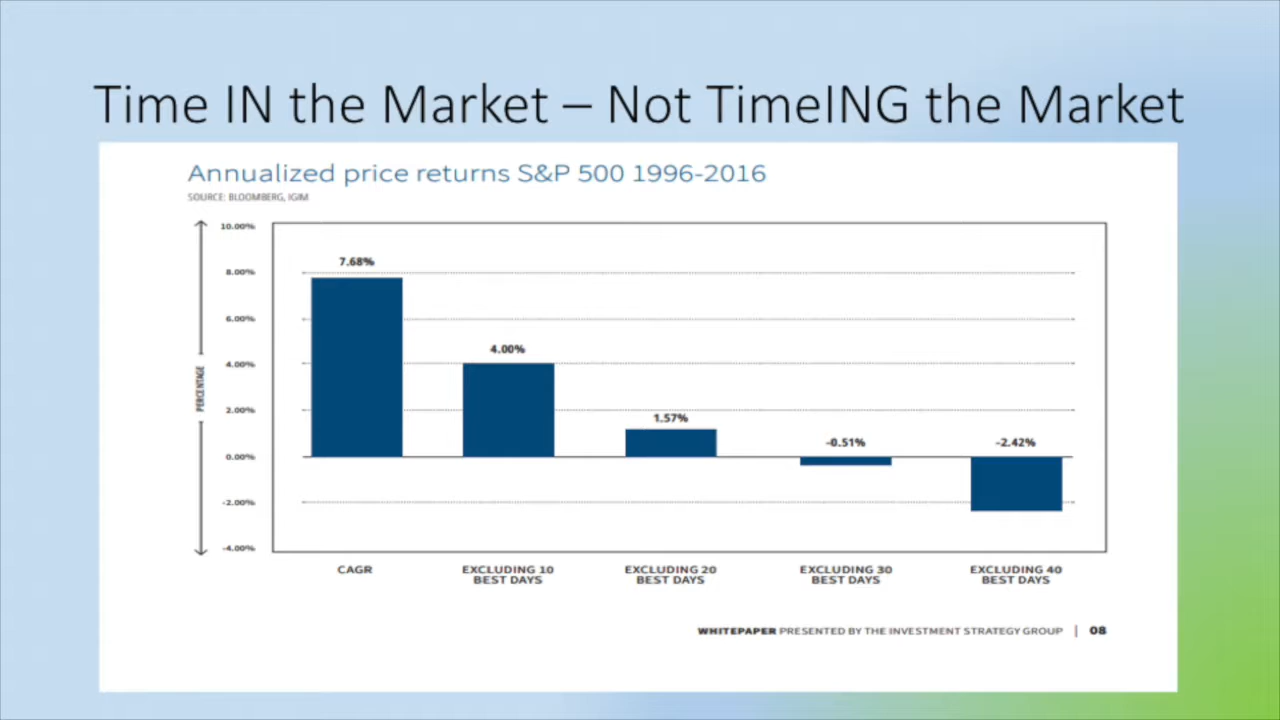 Time IN the Market – Not TimeING the Market
Annualized price returns S&P 500 1996-2016
SOURCE: BLOOMBERG, IGIM
PERCENTAGE
10.00%
8.00%
6.00%
4.00%
2.00%
0.00%
-2.00%
-4.00%
7.68%
4.00%
1.57%
-0.51%
-2.42%
CAGR
EXCLUDING 10
BEST DAYS
EXCLUDING 20
BEST DAYS
EXCLUDING 30
BEST DAYS
EXCLUDING 40
BEST DAYS
WHITEPAPER PRESENTED BY THE INVESTMENT STRATEGY GROUP | 08